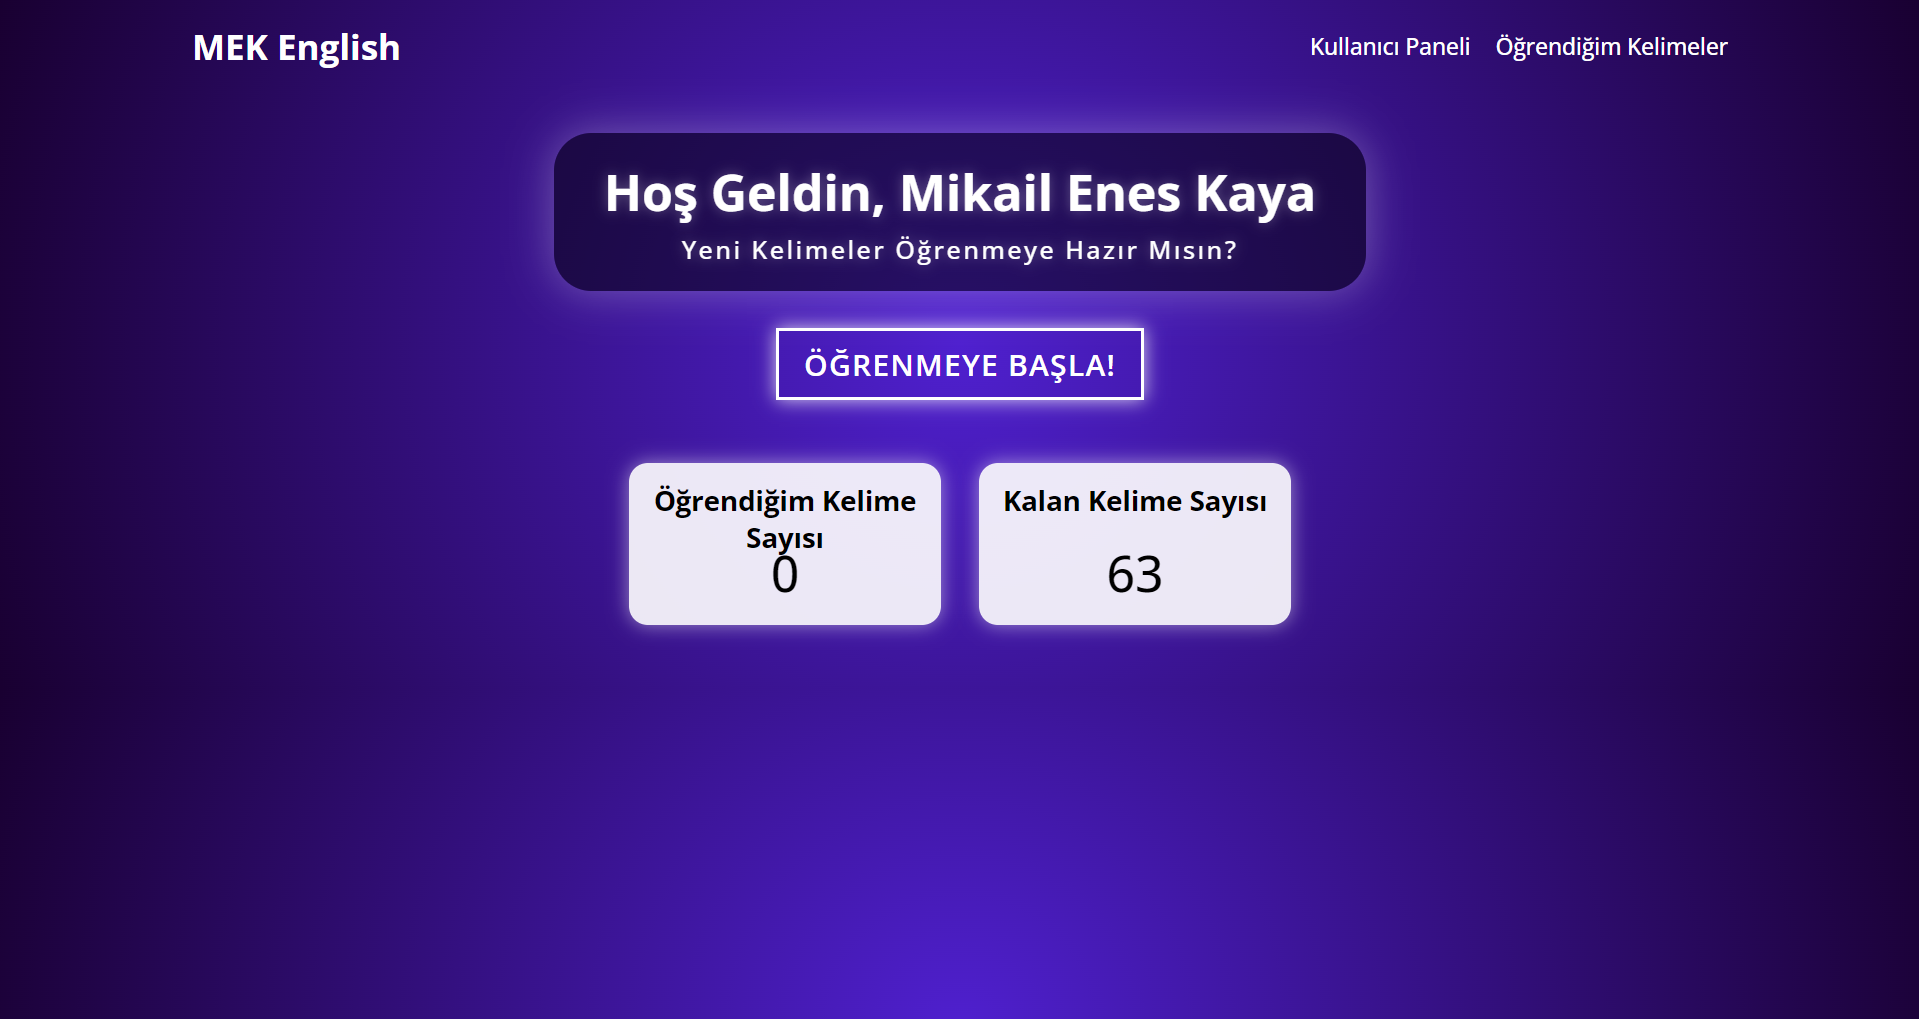 MEK English
Kullanıcı Paneli Öğrendiğim Kelimeler
Hoş Geldin, Mikail Enes Kaya
Yeni Kelimeler Öğrenmeye Hazır Mısın?
ÖĞRENMEYE BAŞLA!
Öğrendiğim Kelime
Sayısı
0
Kalan Kelime Sayısı
63